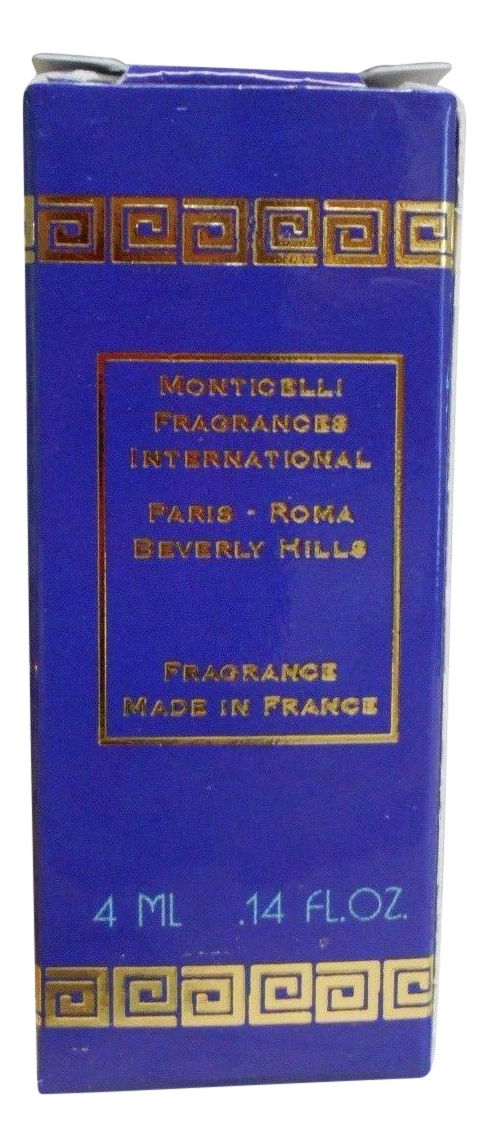 MONTICELLI
FRAGRANCES
INTERNATIONAL
PARIS - ROMA
BEVERLY HILLS
FRAGRANCE
MADE IN FRANCE
4 ML .14 FL.OZ.